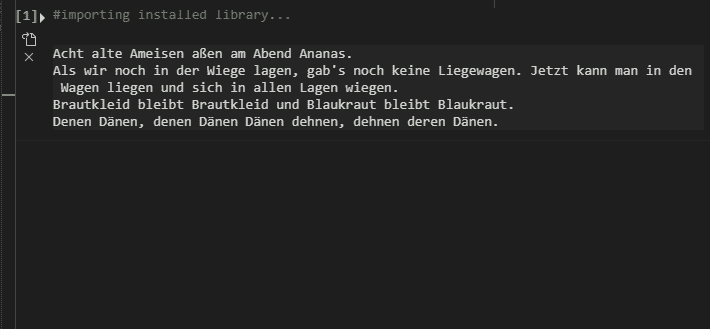 [1] #importing installed library...
Acht alte Ameisen aßen am Abend Ananas.
Als wir noch in der Wiege lagen, gab's noch keine Liegewagen. Jetzt kann man in den
Wagen liegen und sich in allen Lagen wiegen.
Brautkleid bleibt Brautkleid und Blaukraut bleibt Blaukraut.
Denen Dänen, denen Dänen Dänen dehnen, dehnen deren Dänen.